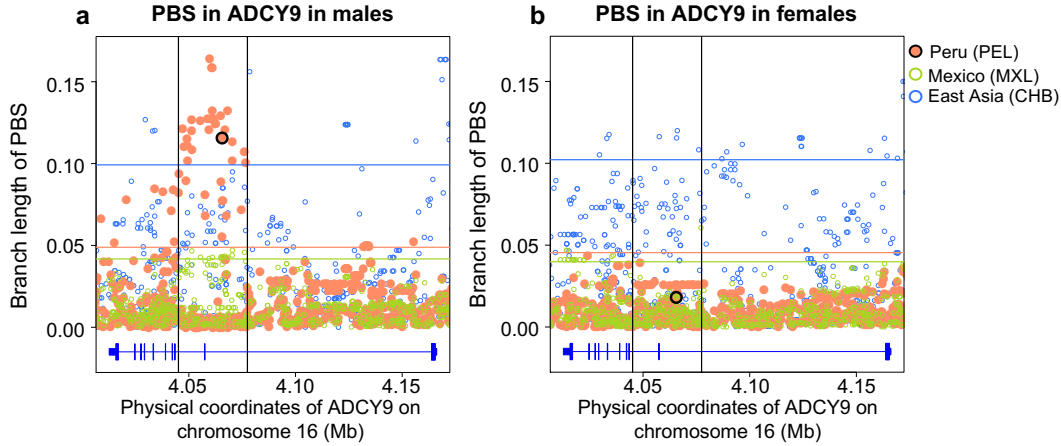 a
PBS in ADCY9 in males
Branch length of PBS
0.15
0.10
0.05
0.00
4.05
4.10
4.15
Physical coordinates of ADCY9 on
chromosome 16 (Mb)
b
PBS in ADCY9 in females
Branch length of PBS
0.15
0.10
0.05
0.00
4.05
4.10
4.15
Physical coordinates of ADCY9 on
chromosome 16 (Mb)
Peru (PEL)
Mexico (MXL)
East Asia (CHB)